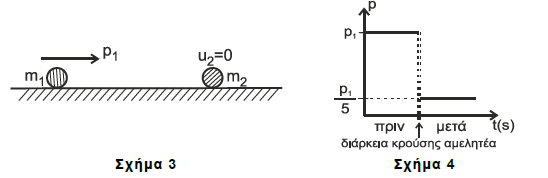 p₁
u₂=0
m₁
m₂
Σχήμα 3
p
p₁
p₁
5
πριν μετά t(s)
διάρκεια κρούσης αμελητέα
Σχήμα 4